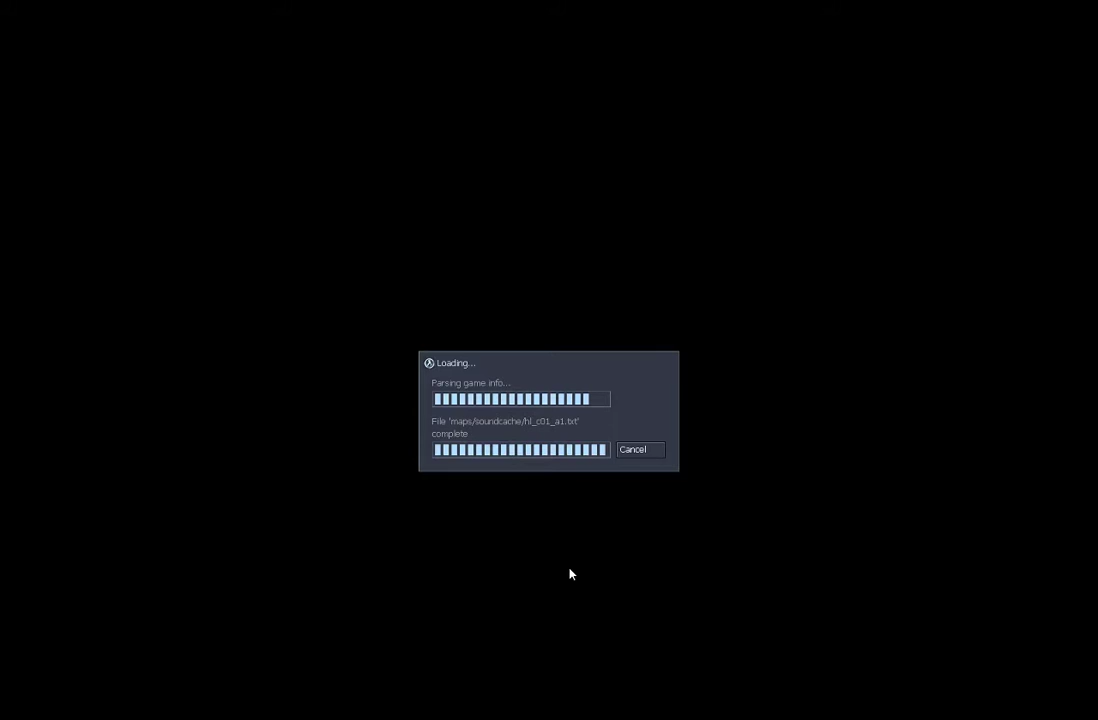 Loading...
Parsing game info...
File 'maps/soundcache/hl_c01_a1.txt'
complete
Cancel